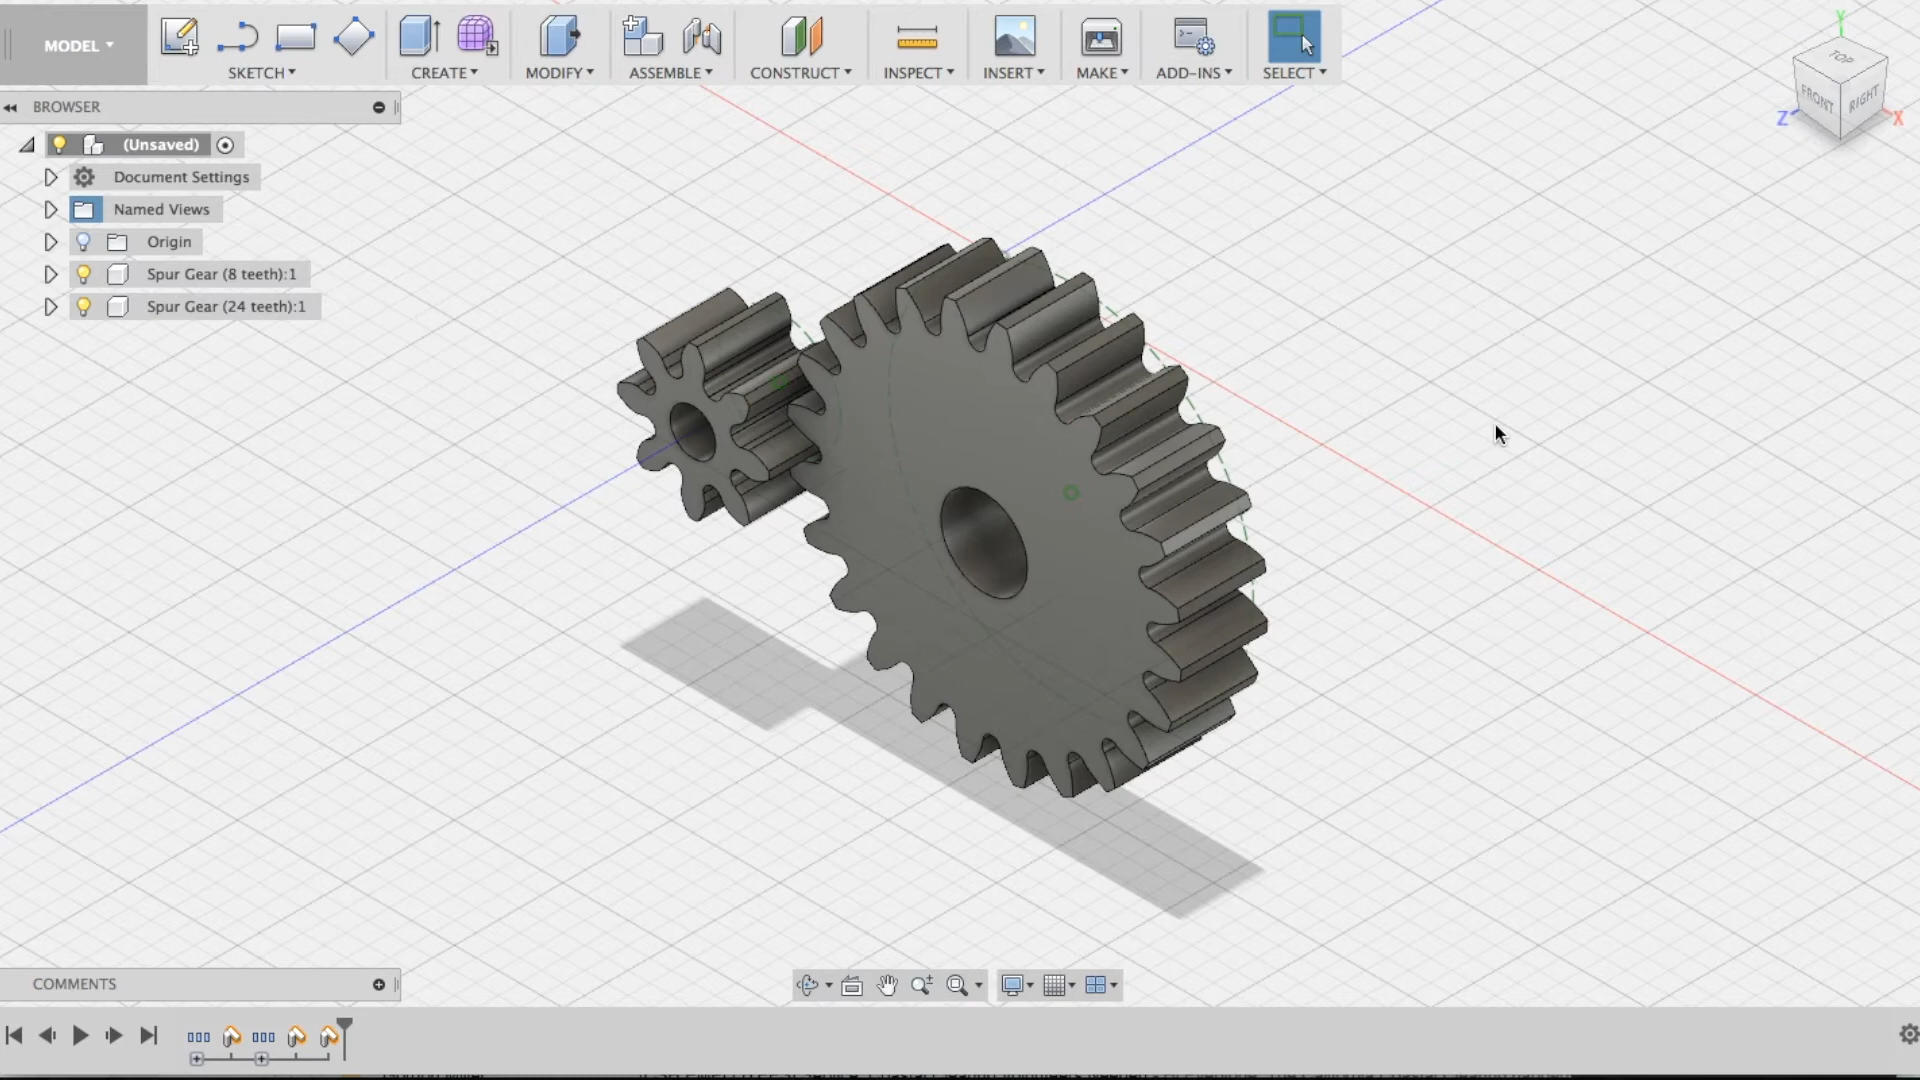 MODEL
SKETCH
CREATE
MODIFY
ASSEMBLE
CONSTRUCT
INSPECT
INSERT
MAKE
ADD-INS
SELECT
Y
TOP
FRONT
RIGHT
Z
X
BROWSER
(Unsaved)
Document Settings
Named Views
Origin
Spur Gear (8 teeth):1
Spur Gear (24 teeth):1
COMMENTS